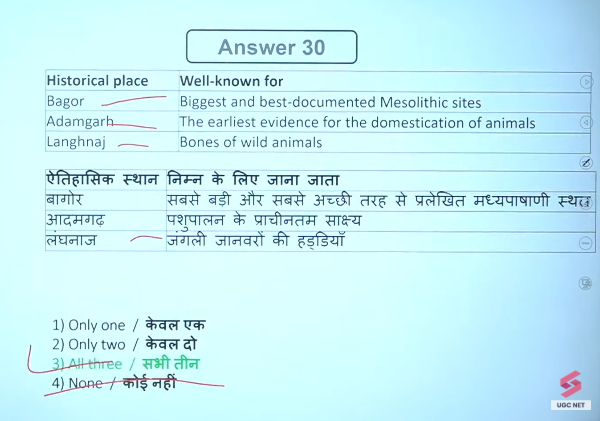 Answer 30
Historical place Well-known for
Bagor Biggest and best-documented Mesolithic sites
Adamgarh The earliest evidence for the domestication of animals
Langhnaj Bones of wild animals
ऐतिहासिक स्थान निम्न के लिए जाना जाता
बागोर सबसे बड़ी और सबसे अच्छी तरह से प्रलेखित मध्यपाषाणी स्थल
आदमगढ़ पशुपालन के प्राचीनतम साक्ष्य
लंघनाज जंगली जानवरों की हड्डियाँ
1) Only one / केवल एक
2) Only two / केवल दो
3) All three / सभी तीन
4) None / कोई नहीं
UGC NET